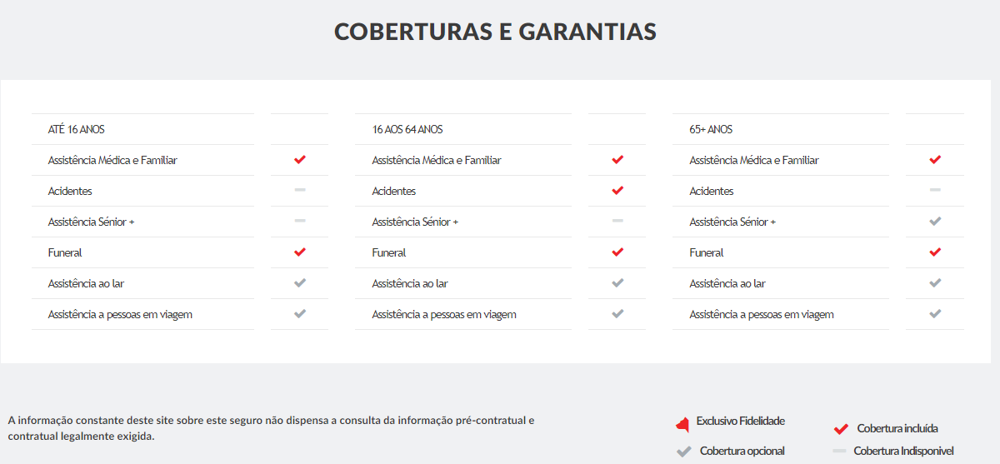 COBERTURAS E GARANTIAS
ATÉ 16 ANOS
Assistência Médica e Familiar
Acidentes
Assistência Sénior +
Funeral
Assistência ao lar
Assistência a pessoas em viagem
16 AOS 64 ANOS
Assistência Médica e Familiar
Acidentes
Assistência Sénior +
Funeral
Assistência ao lar
Assistência a pessoas em viagem
65+ ANOS
Assistência Médica e Familiar
Acidentes
Assistência Sénior +
Funeral
Assistência ao lar
Assistência a pessoas em viagem
A informação constante deste site sobre este seguro não dispensa a consulta da informação pré-contratual e
contratual legalmente exigida.
Exclusivo Fidelidade
Cobertura incluída
Cobertura opcional
Cobertura Indisponivel